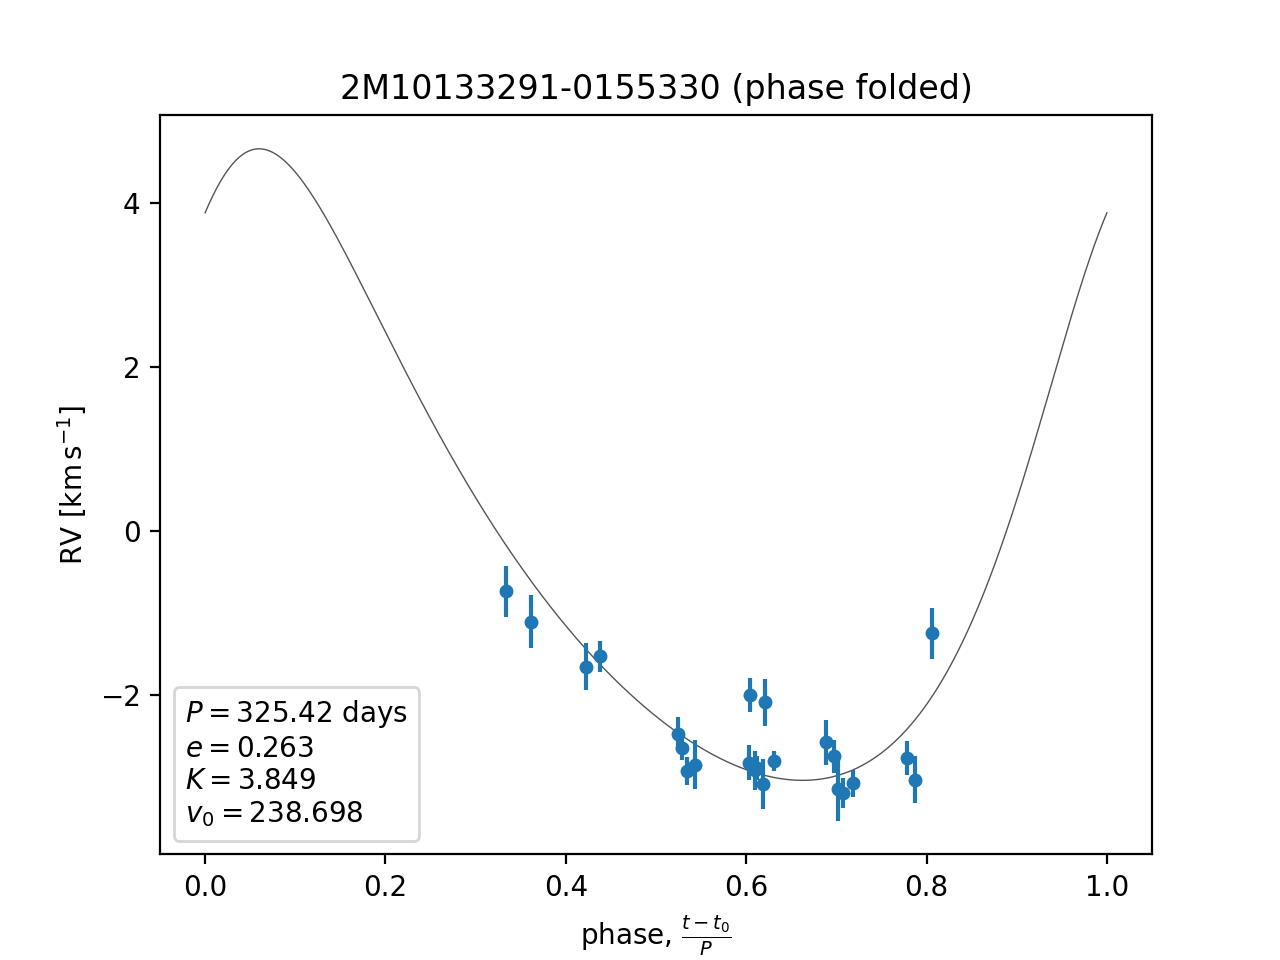 2M10133291-0155330 (phase folded)
4
2
0
−2
RV [km s⁻¹]
P = 325.42 days
e = 0.263
K = 3.849
v₀ = 238.698
0.0 0.2 0.4 0.6 0.8 1.0
phase, (t − t₀)/P